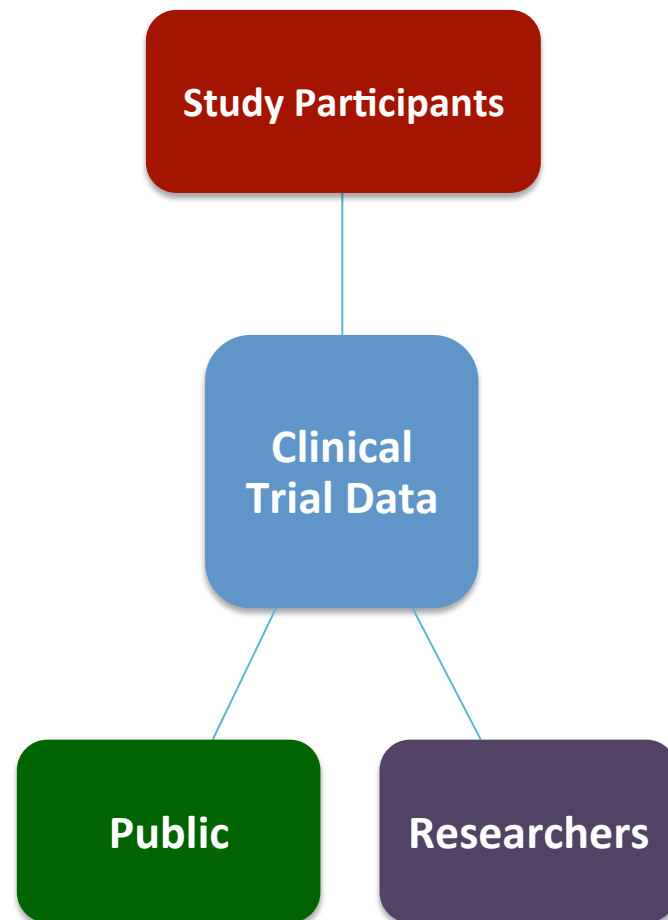 Study Participants
Clinical
Trial Data
Public
Researchers